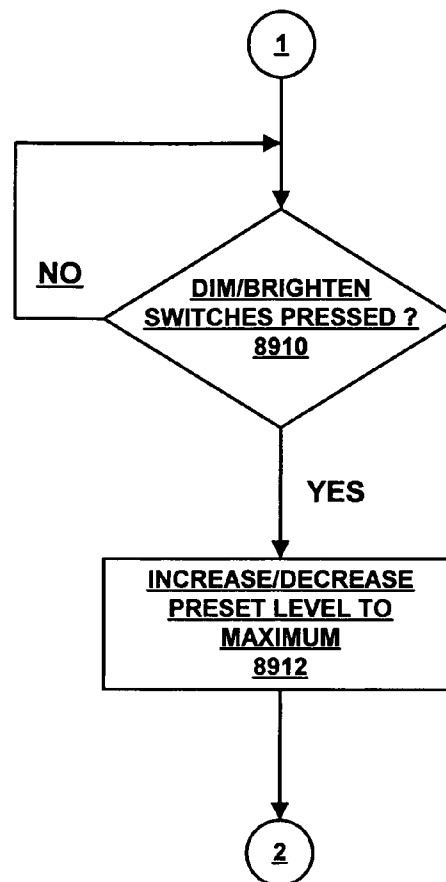 1
NO
DIM/BRIGHTEN
SWITCHES PRESSED ?
8910
YES
INCREASE/DECREASE
PRESET LEVEL TO
MAXIMUM
8912
2